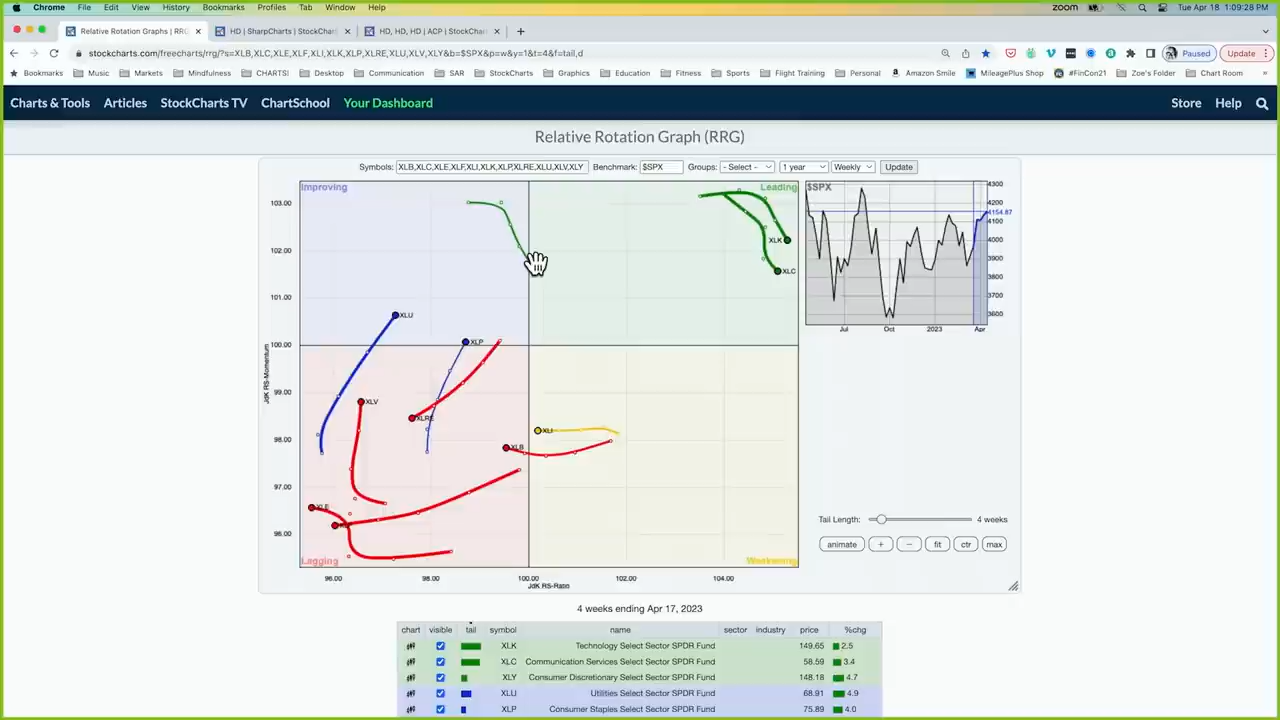 Chrome File Edit View History Bookmarks Profiles Tab Window Help zoom Tue Apr 18 1:09:28 PM
Relative Rotation Graphs | RRG HD | SharpCharts | StockChart HD, HD, HD | ACP | StockChart
stockcharts.com/freecharts/rrg/?s=XLB,XLC,XLE,XLF,XLI,XLK,XLP,XLRE,XLU,XLV,XLY&b=$SPX&p=w&y=1&t=4&f=tail,d Paused Update
Bookmarks Music Markets Mindfulness CHARTS! Desktop Communication SAR StockCharts Graphics Education Fitness Sports Flight Training Personal Amazon Smile MileagePlus Shop #FinCon21 Zoe's Folder Chart Room »
Charts & Tools Articles StockCharts TV ChartSchool Your Dashboard Store Help
Relative Rotation Graph (RRG)
Symbols: XLB,XLC,XLE,XLF,XLI,XLK,XLP,XLRE,XLU,XLV,XLY Benchmark: $SPX Groups: - Select - 1 year Weekly Update
Improving Leading
103.00
102.00
101.00
100.00
99.00
98.00
97.00
96.00
JdK RS-Momentum
XLK
XLC
XLU
XLP
XLV
XLRE
XLI
XLB
XLE
Lagging Weakening
96.00 98.00 100.00 102.00 104.00
JdK RS-Ratio
$SPX
4300
4200
4154.87
4100
4000
3900
3800
3700
3600
Jul Oct 2023 Apr
Tail Length: 4 weeks
animate + − fit ctr max
4 weeks ending Apr 17, 2023
chart visible tail symbol name sector industry price %chg
XLK Technology Select Sector SPDR Fund 149.65 2.5
XLC Communication Services Select Sector SPDR Fund 58.59 3.4
XLY Consumer Discretionary Select Sector SPDR Fund 148.18 4.7
XLU Utilities Select Sector SPDR Fund 68.91 4.9
XLP Consumer Staples Select Sector SPDR Fund 75.89 4.0